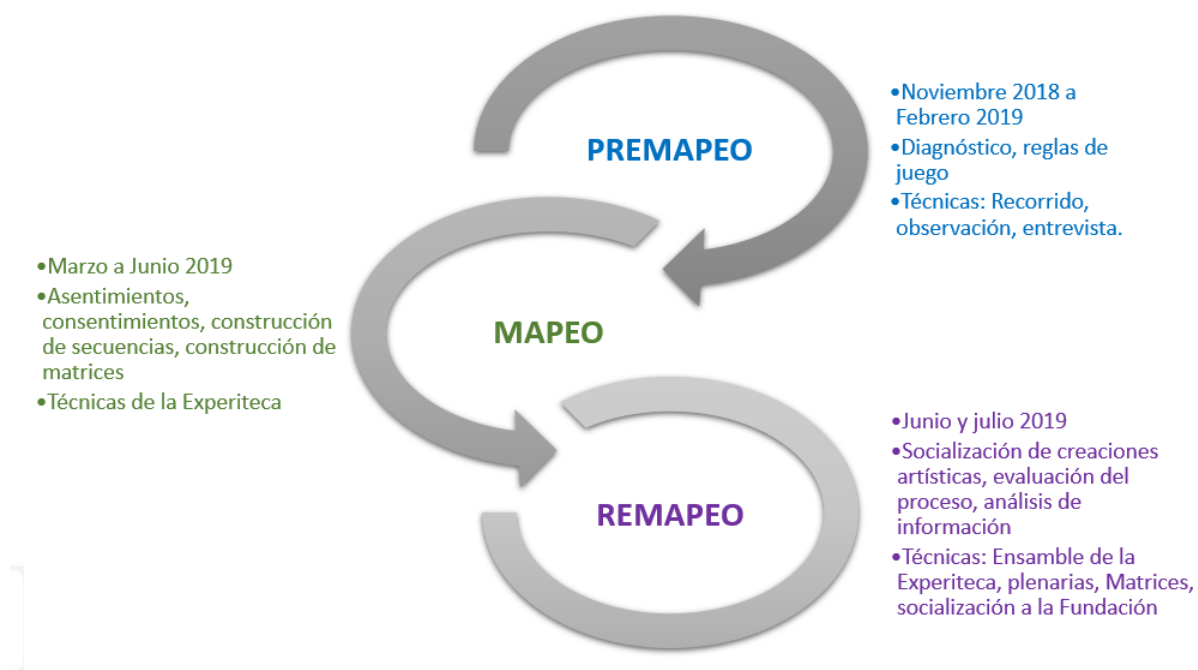 PREMAPEO
•Noviembre 2018 a
Febrero 2019
•Diagnóstico, reglas de
juego
•Técnicas: Recorrido,
observación, entrevista.
MAPEO
•Marzo a Junio 2019
•Asentimientos,
consentimientos, construcción
de secuencias, construcción de
matrices
•Técnicas de la Experiteca
REMAPEO
•Junio y julio 2019
•Socialización de creaciones
artísticas, evaluación del
proceso, análisis de
información
•Técnicas: Ensamble de la
Experiteca, plenarias, Matrices,
socialización a la Fundación